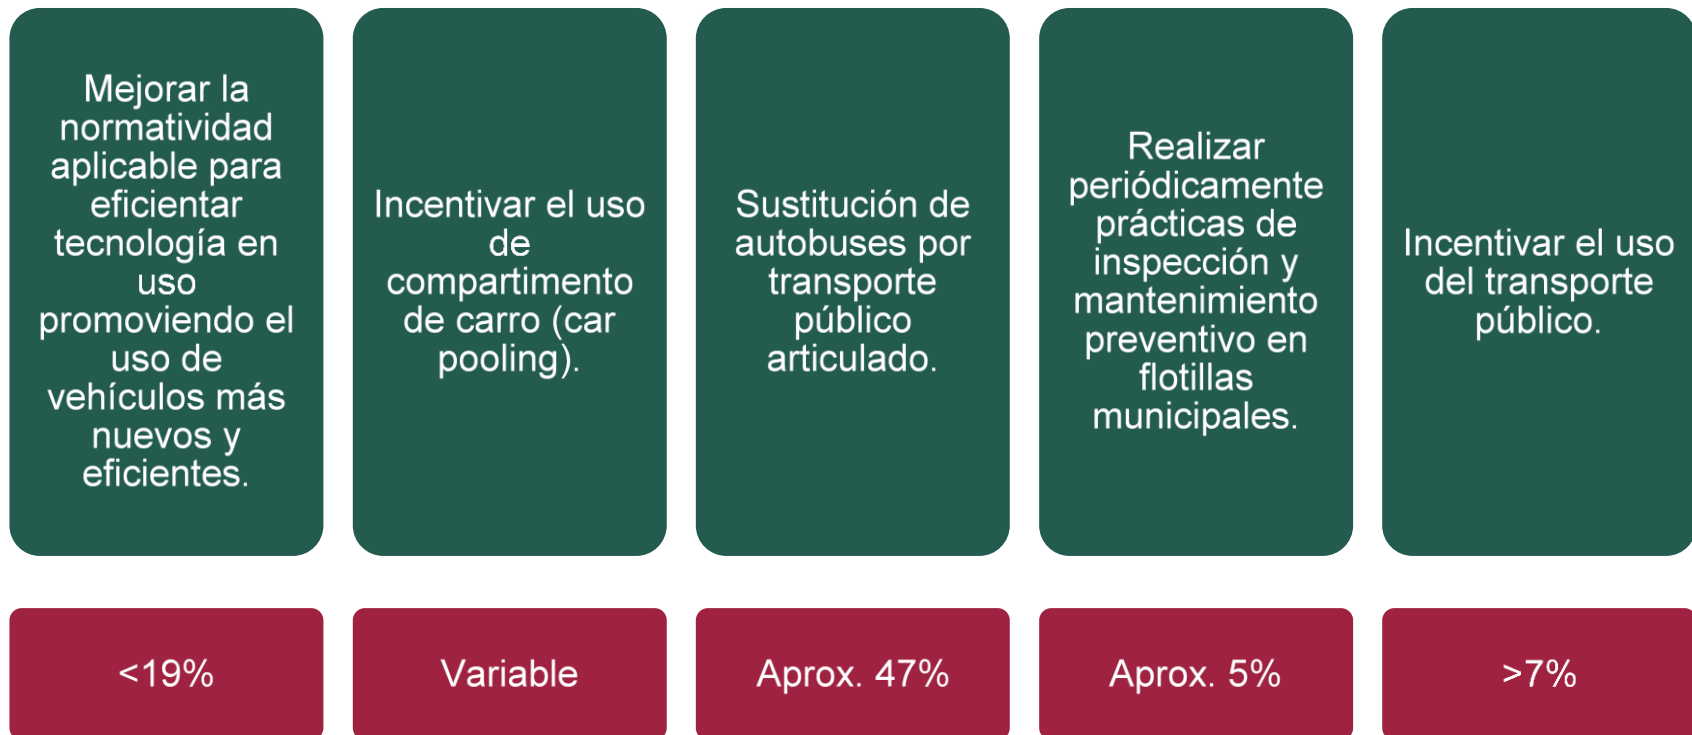 Mejorar la
normatividad
aplicable para
eficientar
tecnología en
uso
promoviendo el
uso de
vehículos más
nuevos y
eficientes.
Incentivar el uso
de
compartimento
de carro (car
pooling).
Sustitución de
autobuses por
transporte
público
articulado.
Realizar
periódicamente
prácticas de
inspección y
mantenimiento
preventivo en
flotillas
municipales.
Incentivar el uso
del transporte
público.
<19%
Variable
Aprox. 47%
Aprox. 5%
>7%